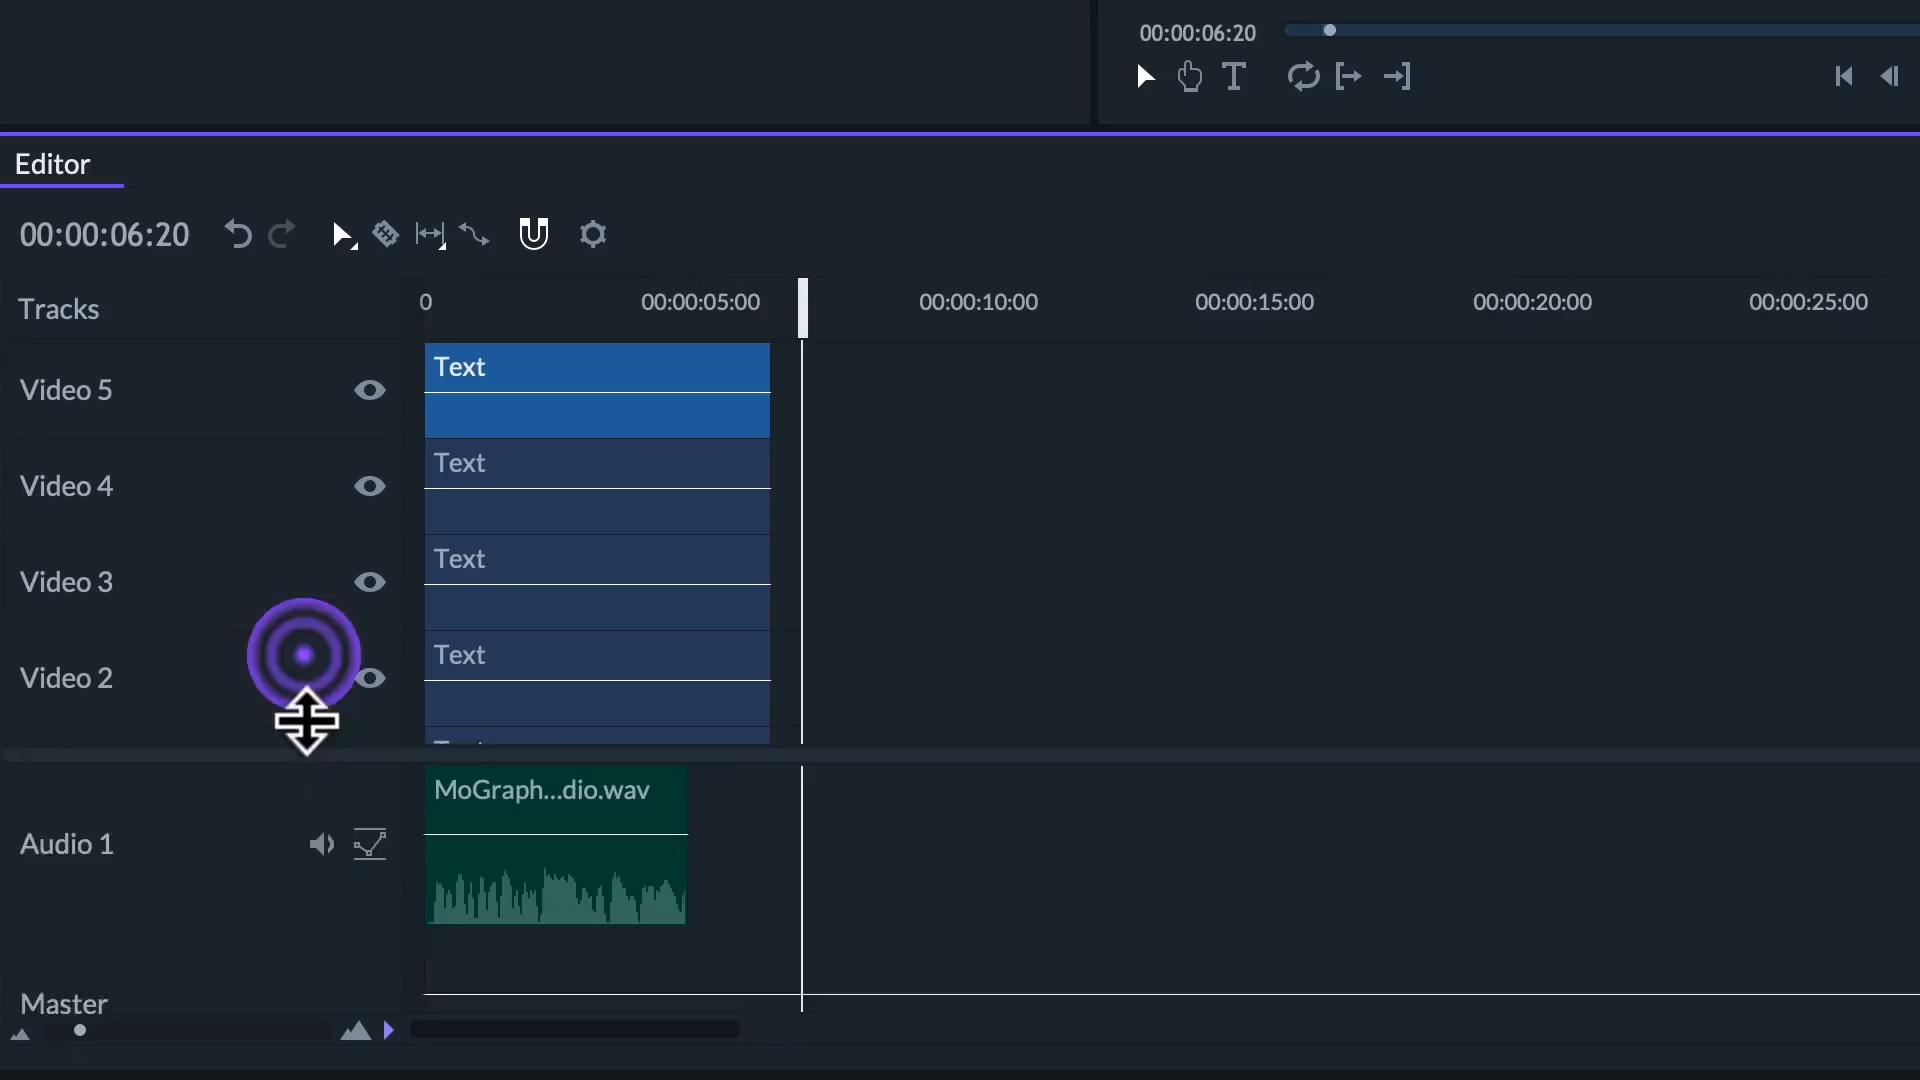 00:00:06:20
T
Editor
00:00:06:20
Tracks
0 00:00:05:00 00:00:10:00 00:00:15:00 00:00:20:00 00:00:25:00
Video 5
Text
Video 4
Text
Video 3
Text
Video 2
Text
MoGraph...dio.wav
Audio 1
Master